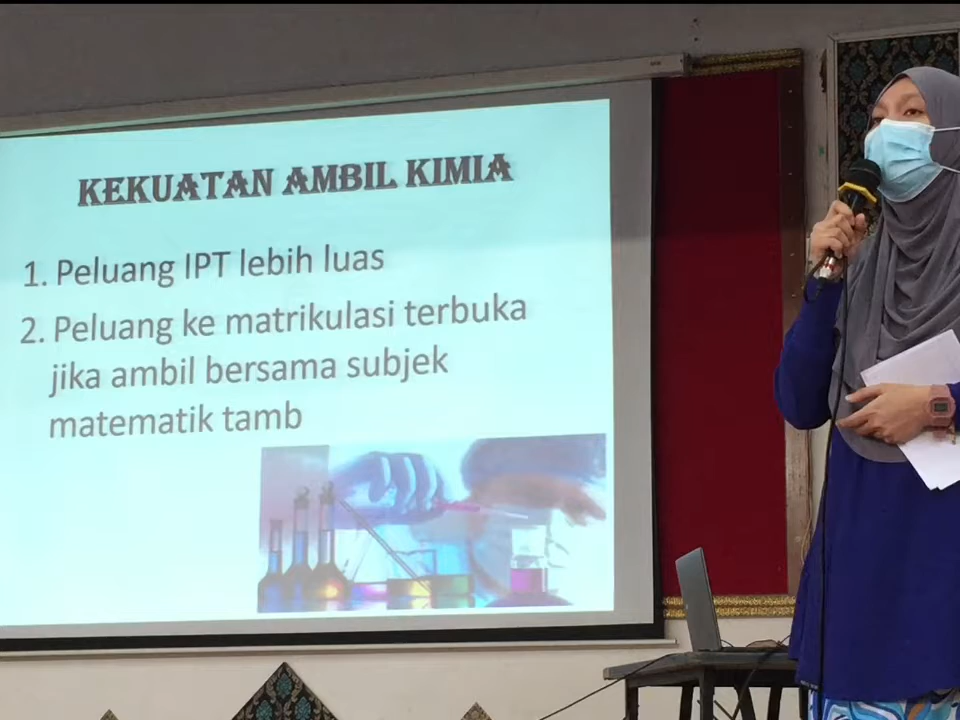 KEKUATAN AMBIL KIMIA
1. Peluang IPT lebih luas
2. Peluang ke matrikulasi terbuka
jika ambil bersama subjek
matematik tamb